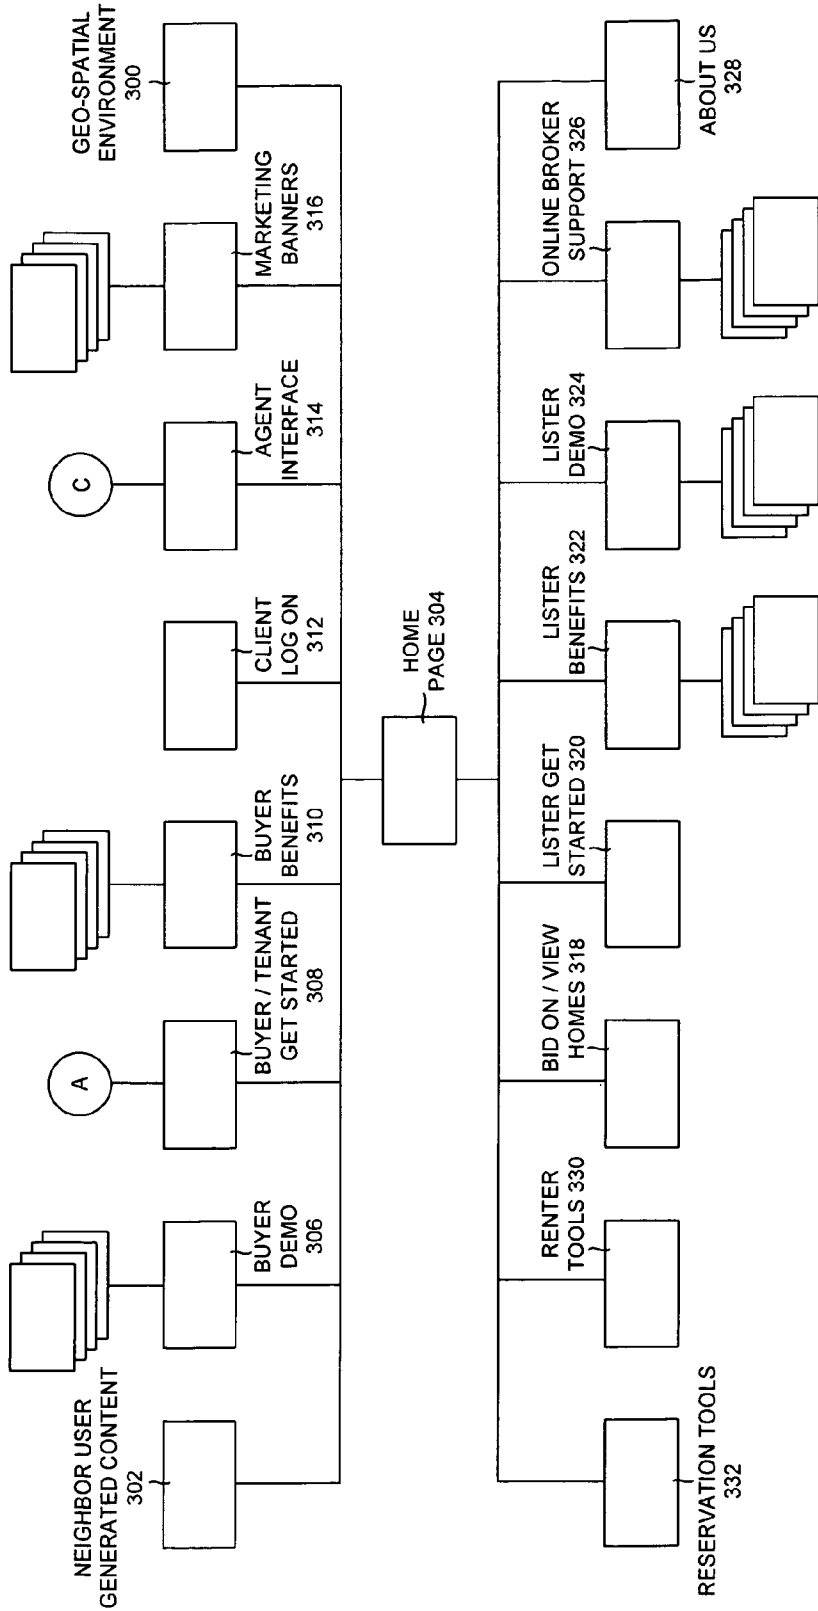 NEIGHBOR USER
GENERATED CONTENT
302
BUYER
DEMO
306
A
BUYER / TENANT
GET STARTED
308
BUYER
BENEFITS
310
CLIENT
LOG ON
312
C
AGENT
INTERFACE
314
MARKETING
BANNERS
316
GEO-SPATIAL
ENVIRONMENT
300
HOME
PAGE 304
RESERVATION TOOLS
332
RENTER
TOOLS 330
BID ON / VIEW
HOMES 318
LISTER GET
STARTED 320
LISTER
BENEFITS 322
LISTER
DEMO 324
ONLINE BROKER
SUPPORT 326
ABOUT US
328